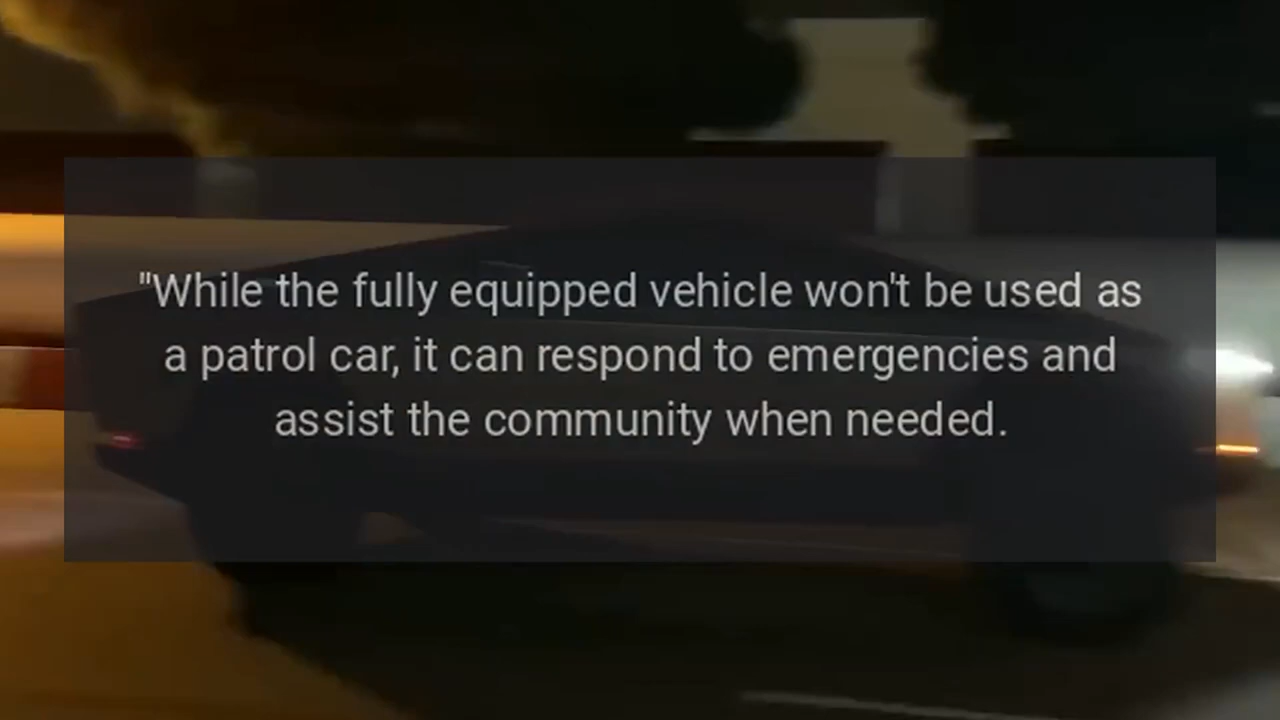 "While the fully equipped vehicle won't be used as
a patrol car, it can respond to emergencies and
assist the community when needed.